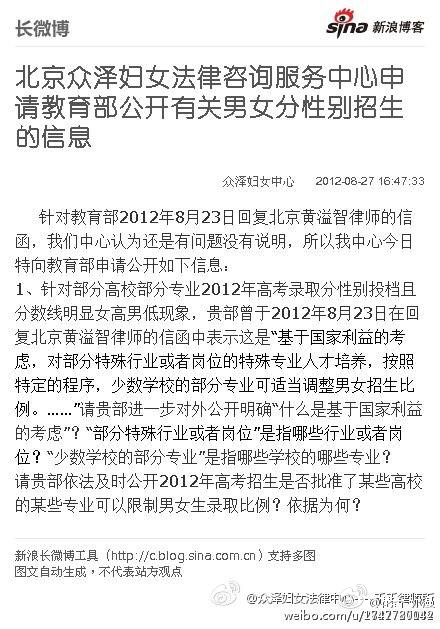 长微博
sina 新浪博客
北京众泽妇女法律咨询服务中心申
请教育部公开有关男女分性别招生
的信息
众泽妇女中心 2012-08-27 16:47:33
针对教育部2012年8月23日回复北京黄溢智律师的信
函，我们中心认为还是有问题没有说明，所以我中心今日
特向教育部申请公开如下信息：
1、针对部分高校部分专业2012年高考录取分性别投档且
分数线明显女高男低现象，贵部曾于2012年8月23日在回
复北京黄溢智律师的信函中表示这是“基于国家利益的考
虑，对部分特殊行业或者岗位的特殊专业人才培养，按照
特定的程序，少数学校的部分专业可适当调整男女招生比
例。……”请贵部进一步对外公开明确“什么是基于国家利益
的考虑”？“部分特殊行业或者岗位”是指哪些行业或者岗
位？“少数学校的部分专业”是指哪些学校的哪些专业？
请贵部依法及时公开2012年高考招生是否批准了某些高校
的某些专业可以限制男女生录取比例？依据为何？
新浪长微博工具（http://c.blog.sina.com.cn）支持多图
图文自动生成，不代表站方观点
@众泽妇女法律中心
weibo.com/u/